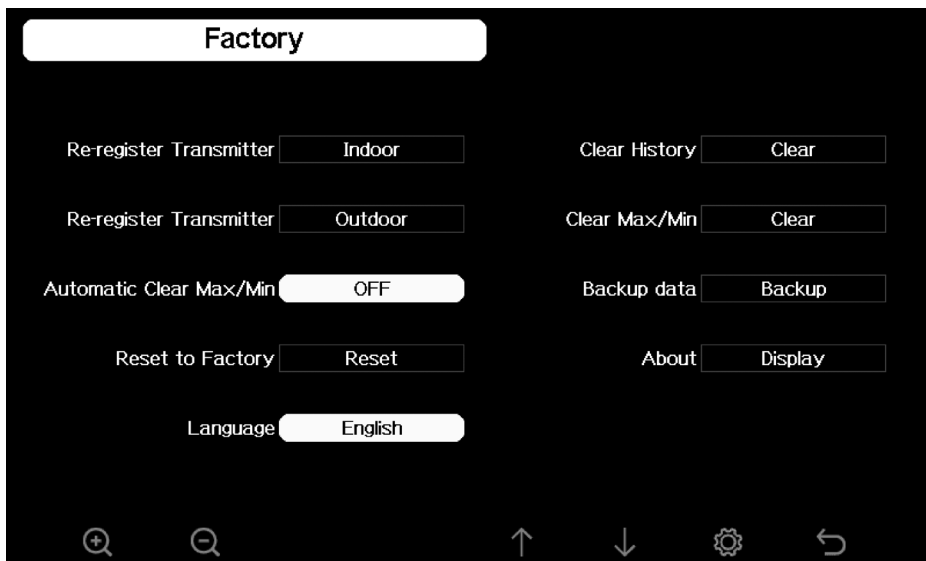 Factory
Re-register Transmitter Indoor Clear History Clear
Re-register Transmitter Outdoor Clear Max/Min Clear
Automatic Clear Max/Min OFF Backup data Backup
Reset to Factory Reset About Display
Language English